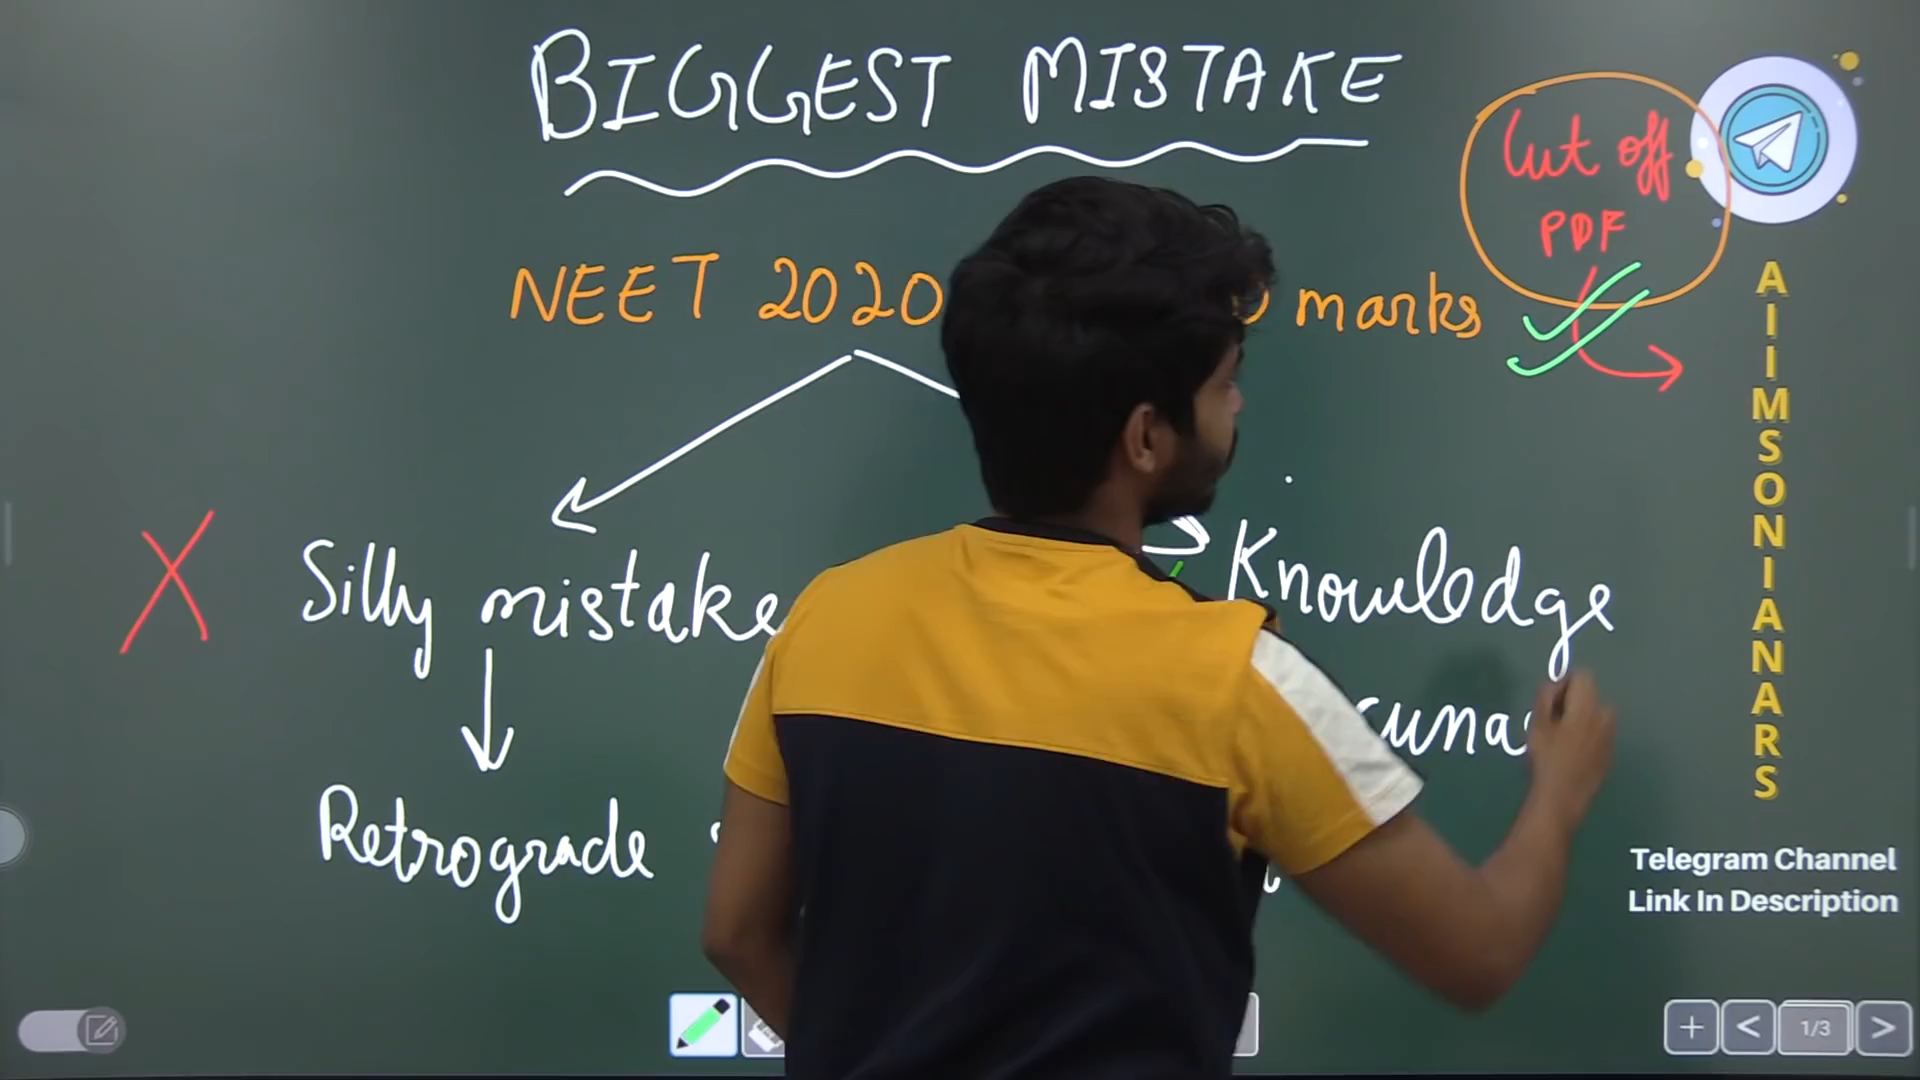 BIGGEST MISTAKE
Cut off
PDF
NEET 2020
marks
Silly mistake
Knowledge
Retrograde
AIIMSONIANARS
Telegram Channel
Link In Description
1/3